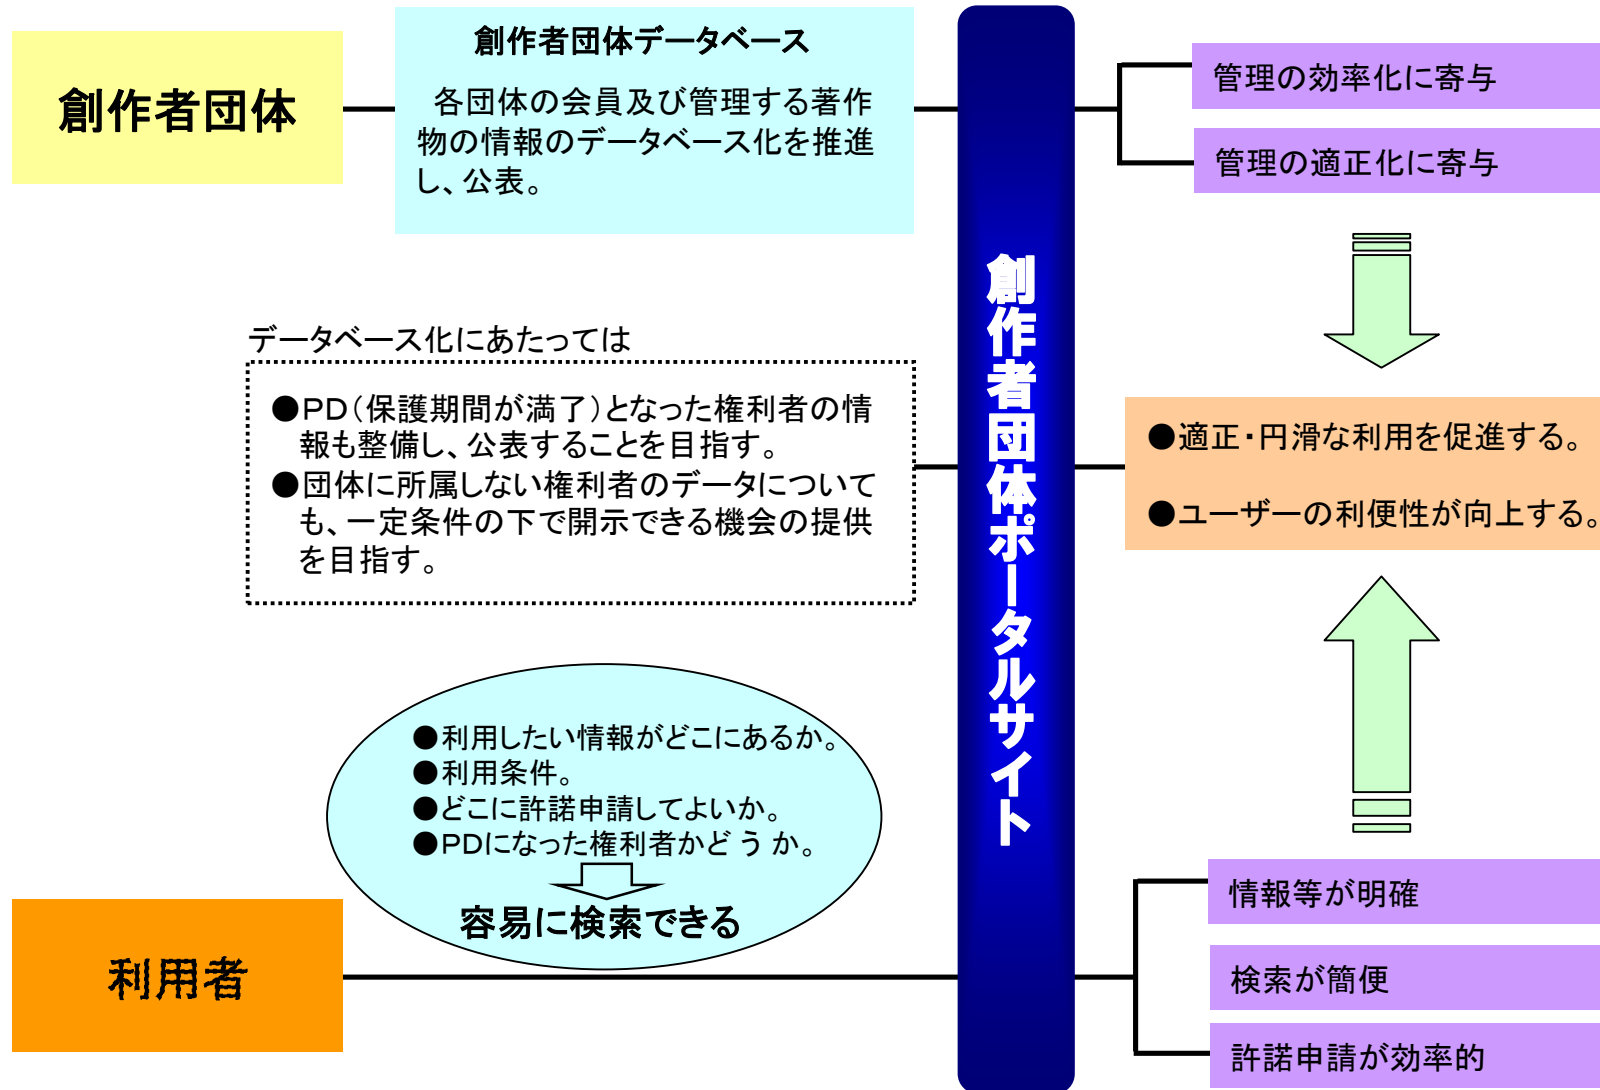 創作者団体
創作者団体データベース
各団体の会員及び管理する著作
物の情報のデータベース化を推進
し、公表。
管理の効率化に寄与
管理の適正化に寄与
創作者団体ポータルサイト
データベース化にあたっては
●PD(保護期間が満了)となった権利者の情
報も整備し、公表することを目指す。
●団体に所属しない権利者のデータについて
も、一定条件の下で開示できる機会の提供
を目指す。
●適正・円滑な利用を促進する。
●ユーザーの利便性が向上する。
●利用したい情報がどこにあるか。
●利用条件。
●どこに許諾申請してよいか。
●PDになった権利者かどうか。
容易に検索できる
利用者
情報等が明確
検索が簡便
許諾申請が効率的